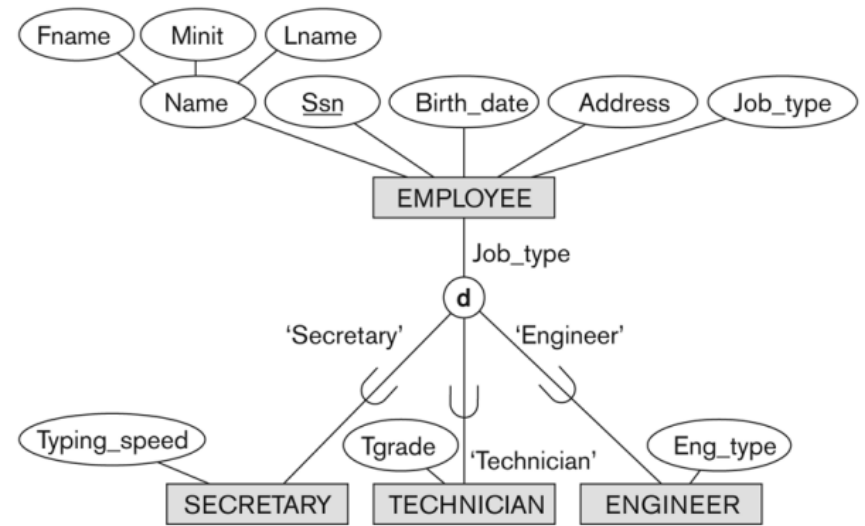 Fname Minit Lname
Name Ssn Birth_date Address Job_type
EMPLOYEE
Job_type
d
‘Secretary’ ‘Engineer’
Typing_speed Tgrade Eng_type
‘Technician’
SECRETARY TECHNICIAN ENGINEER